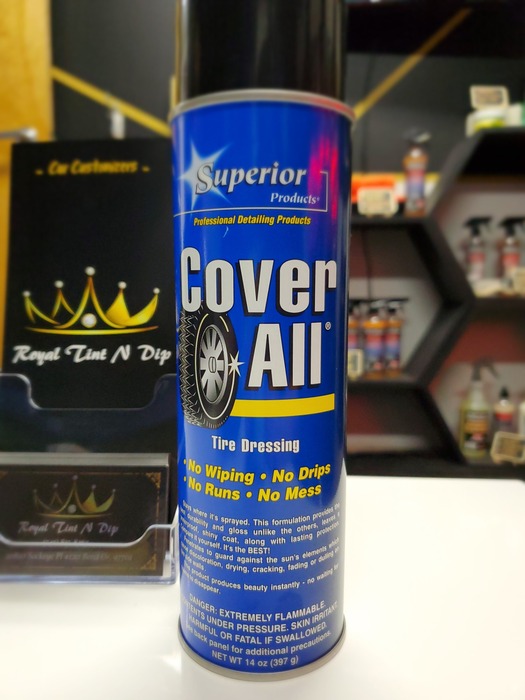 Superior
Products
Professional Detailing Products
Cover
All®
Tire Dressing
• No Wiping • No Drips
• No Runs • No Mess
where it's sprayed. This formulation provides
durability and gloss unlike the others, leaves a
shiny coat, along with lasting protection.
yourself. It's the BEST!
to guard against the sun's elements
discoloration, drying, cracking, fading or dulling
product produces beauty instantly - no waiting
disappear.
DANGER: EXTREMELY FLAMMABLE.
UNDER PRESSURE. SKIN IRRITANT.
HARMFUL OR FATAL IF SWALLOWED.
back panel for additional precautions.
NET WT 14 oz (397 g)
~ Car Customizers ~
Royal Tint N Dip
Royal Tint N Dip